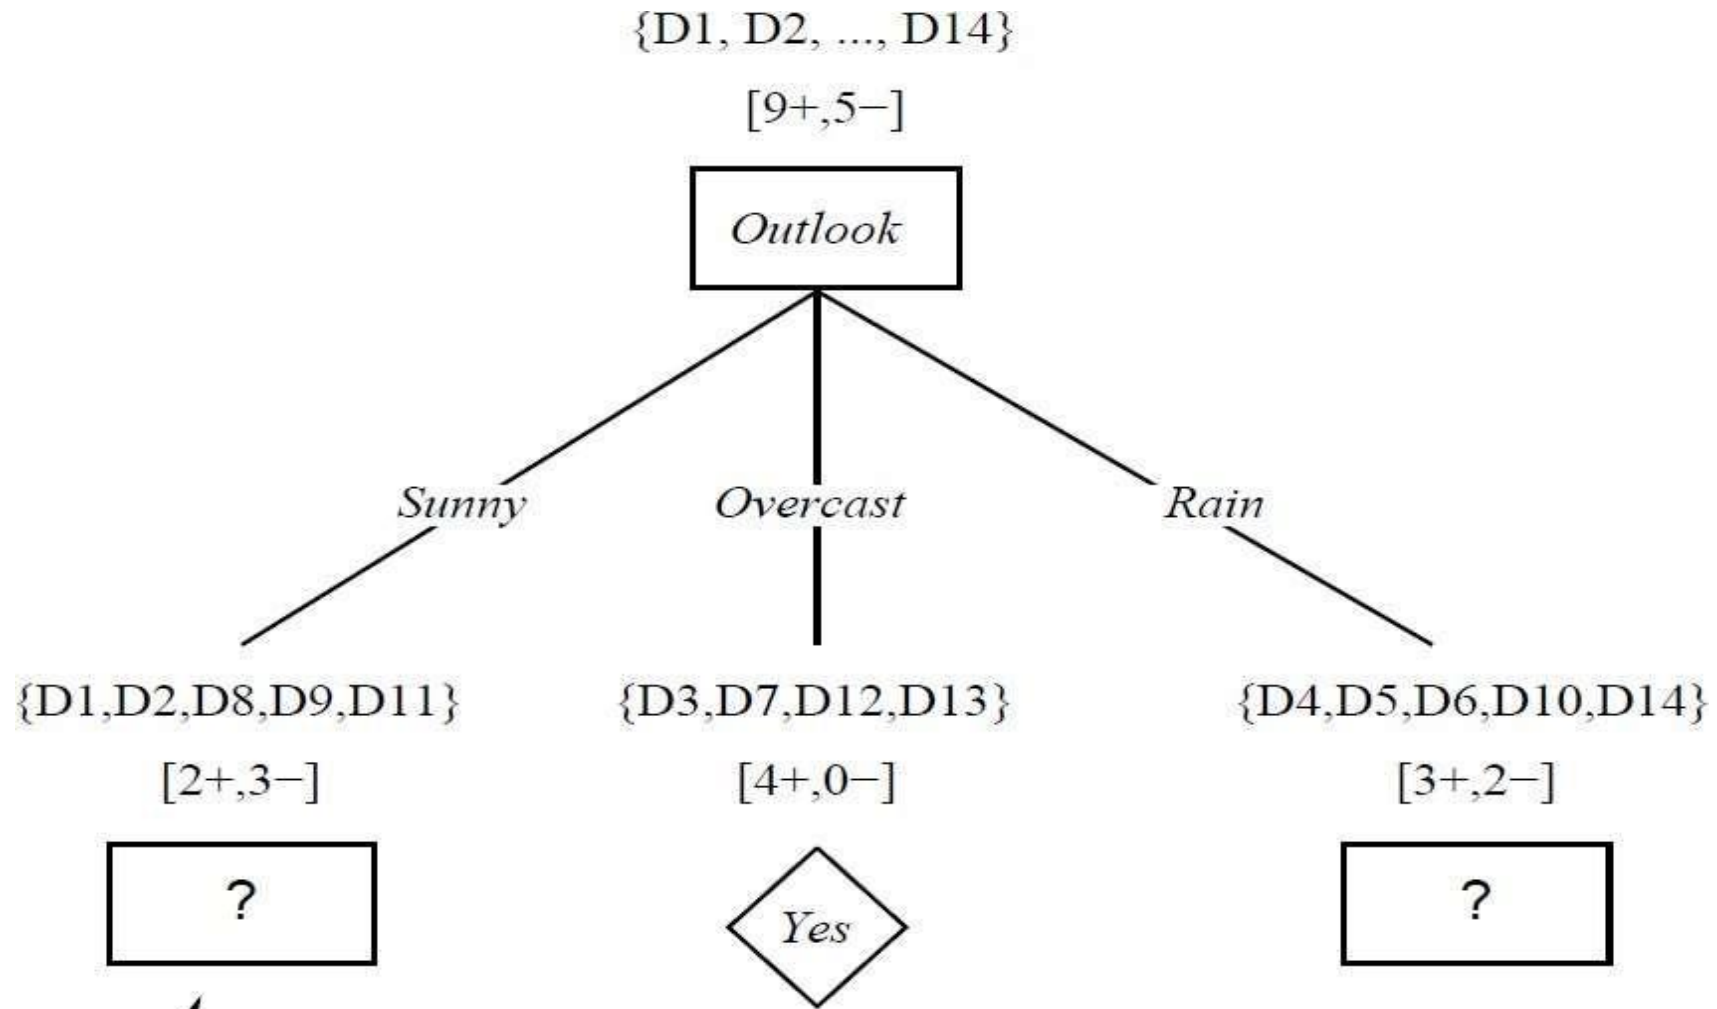 {D1, D2, ..., D14}
[9+,5−]
Outlook
Sunny
Overcast
Rain
{D1,D2,D8,D9,D11}
{D3,D7,D12,D13}
{D4,D5,D6,D10,D14}
[2+,3−]
[4+,0−]
[3+,2−]
?
Yes
?